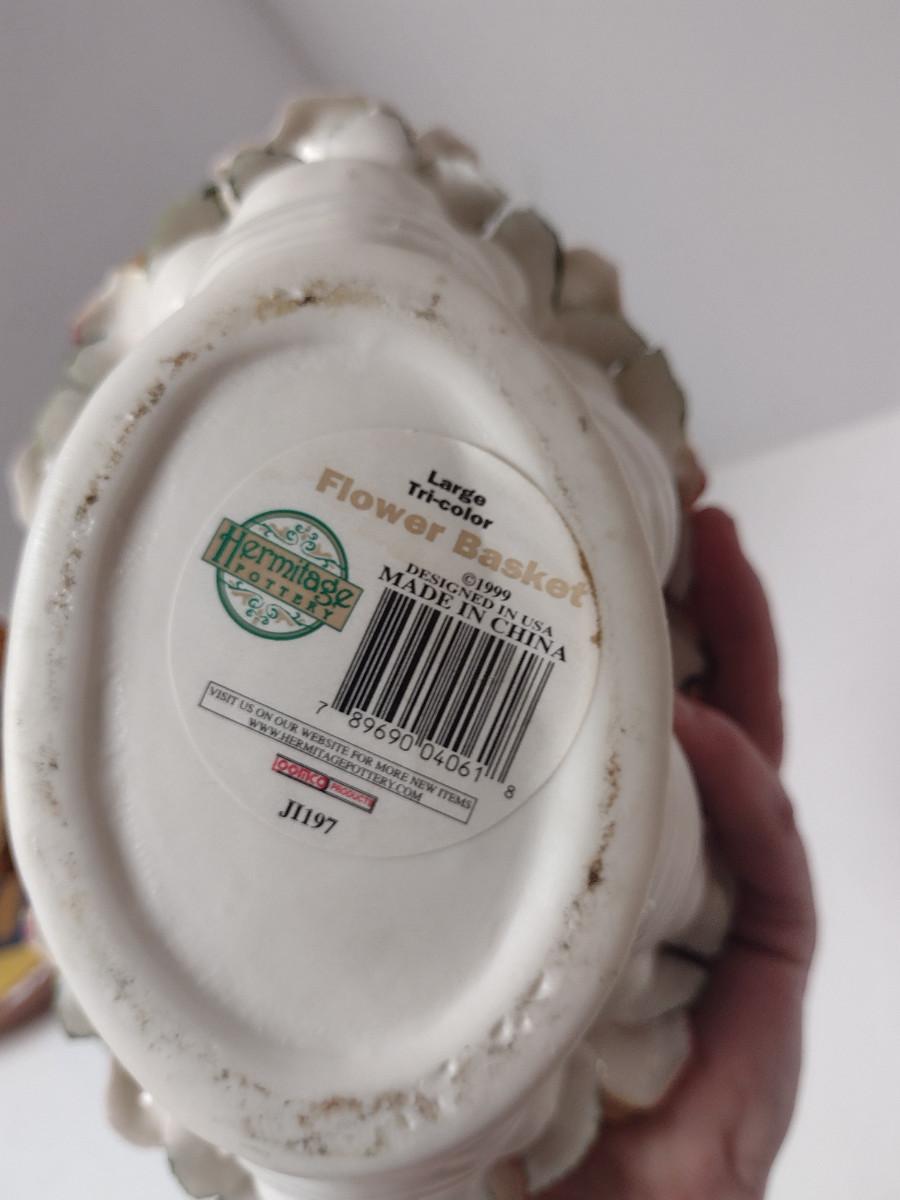 Large
Tri-color
Flower Basket
©1999
DESIGNED IN USA
MADE IN CHINA
Hermitage
POTTERY
7 89690 04061 8
VISIT US ON OUR WEBSITE FOR MORE NEW ITEMS
WWW.HERMITAGEPOTTERY.COM
PRODUCTS
JI197